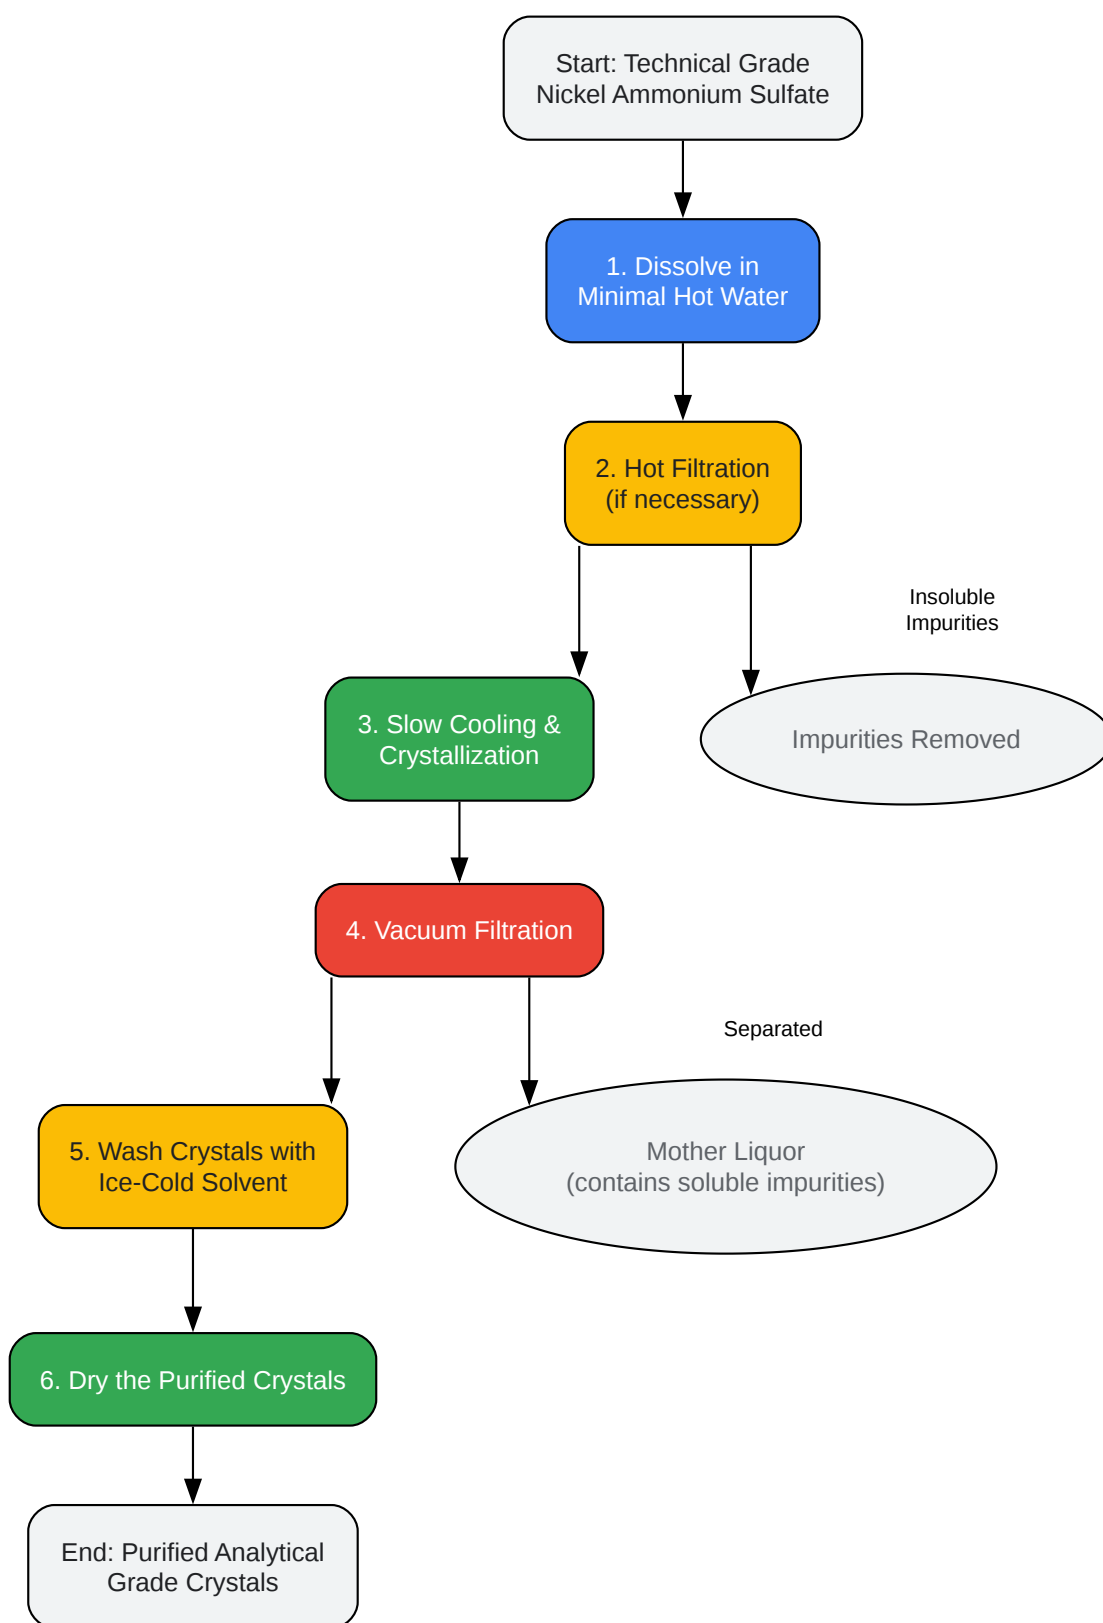 Start: Technical Grade
Nickel Ammonium Sulfate
1. Dissolve in
Minimal Hot Water
2. Hot Filtration
(if necessary)
Insoluble
Impurities
3. Slow Cooling &
Crystallization
Impurities Removed
4. Vacuum Filtration
Separated
5. Wash Crystals with
Ice-Cold Solvent
Mother Liquor
(contains soluble impurities)
6. Dry the Purified Crystals
End: Purified Analytical
Grade Crystals